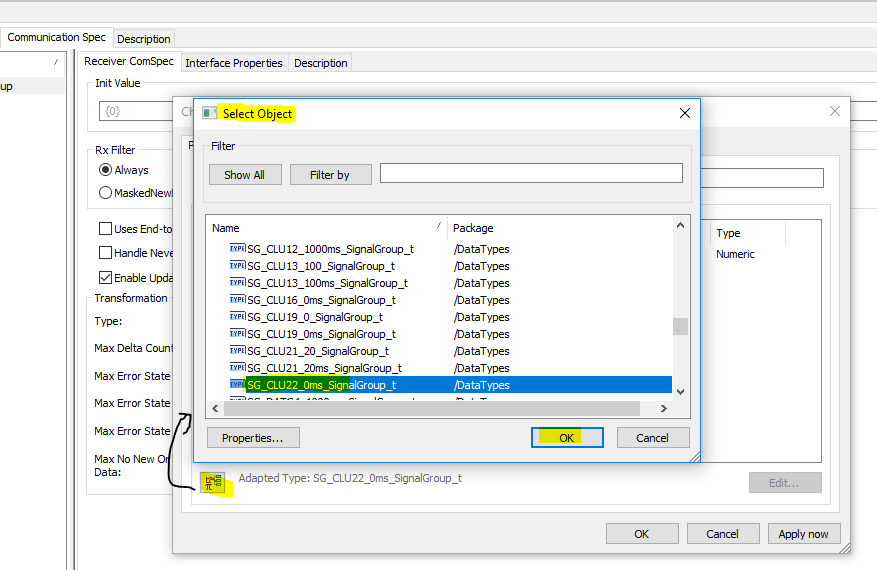 Communication Spec
Description
up
Receiver ComSpec
Interface Properties
Description
Init Value
{0}
Rx Filter
Always
MaskedNew
Uses End-to
Handle Neve
Enable Upda
Transformation
Type:
Max Delta Count
Max Error State
Max Error State
Max Error State
Max No New Or
Data:
Select Object
Filter
Show All
Filter by
Name
Package
SG_CLU12_1000ms_SignalGroup_t /DataTypes
SG_CLU13_100_SignalGroup_t /DataTypes
SG_CLU13_100ms_SignalGroup_t /DataTypes
SG_CLU16_0ms_SignalGroup_t /DataTypes
SG_CLU19_0_SignalGroup_t /DataTypes
SG_CLU19_0ms_SignalGroup_t /DataTypes
SG_CLU21_20_SignalGroup_t /DataTypes
SG_CLU21_20ms_SignalGroup_t /DataTypes
SG_CLU22_0ms_SignalGroup_t /DataTypes
Properties...
OK
Cancel
Type
Numeric
Adapted Type: SG_CLU22_0ms_SignalGroup_t
Edit...
OK
Cancel
Apply now